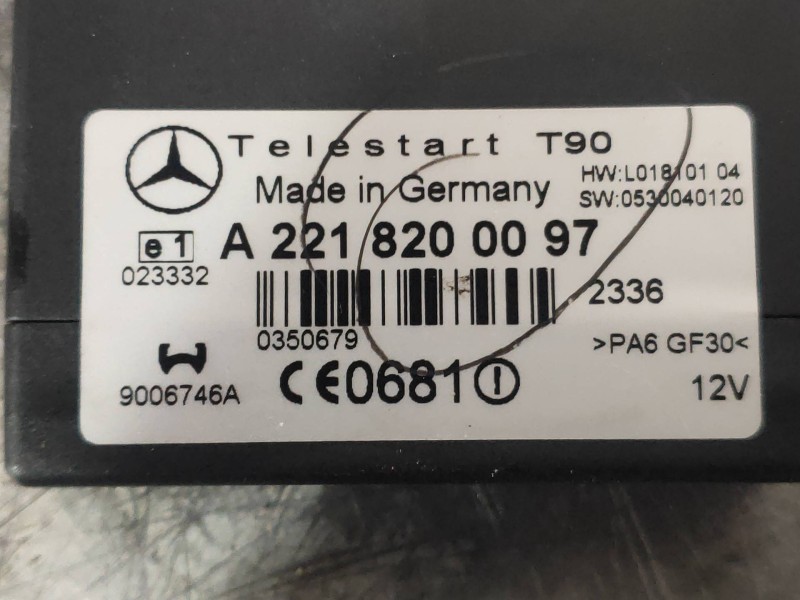 Telestart T90
HW:L018101 04
Made in Germany
SW:0530040120
e1
A 221 820 00 97
023332
2336
0350679
>PA6 GF30<
9006746A
CE0681
12V